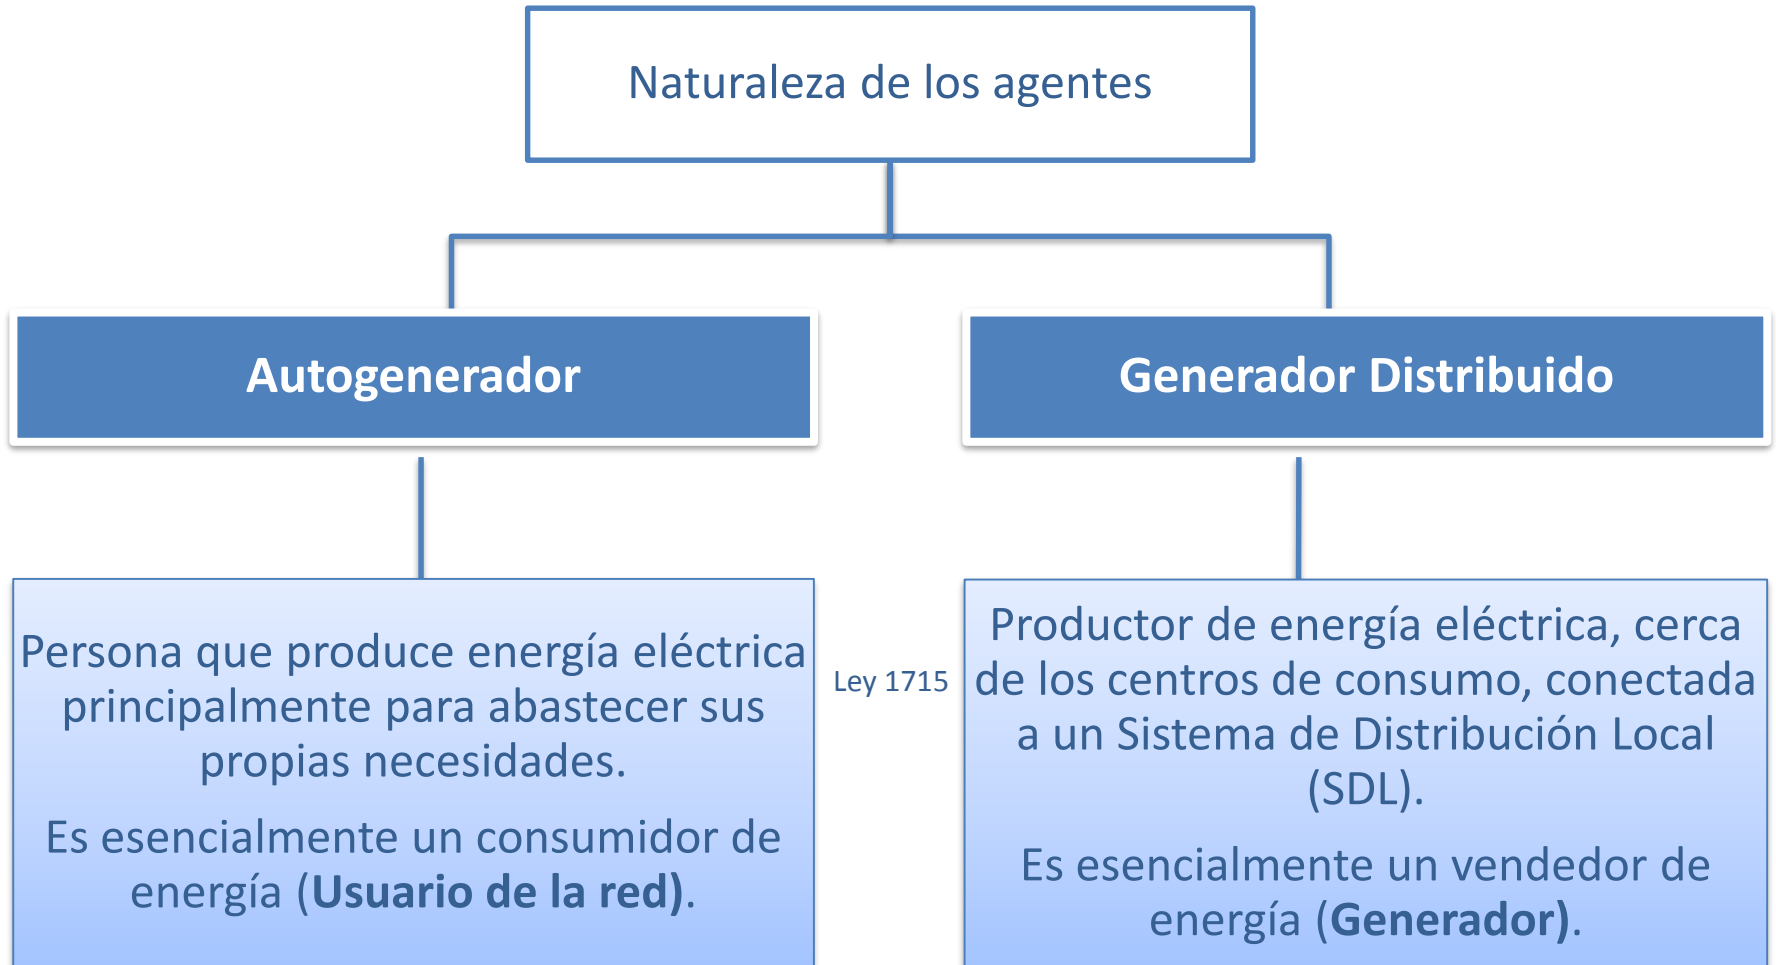 Naturaleza de los agentes
Autogenerador
Generador Distribuido
Persona que produce energía eléctrica
principalmente para abastecer sus
propias necesidades.
Es esencialmente un consumidor de
energía (Usuario de la red).
Ley 1715
Productor de energía eléctrica, cerca
de los centros de consumo, conectada
a un Sistema de Distribución Local
(SDL).
Es esencialmente un vendedor de
energía (Generador).